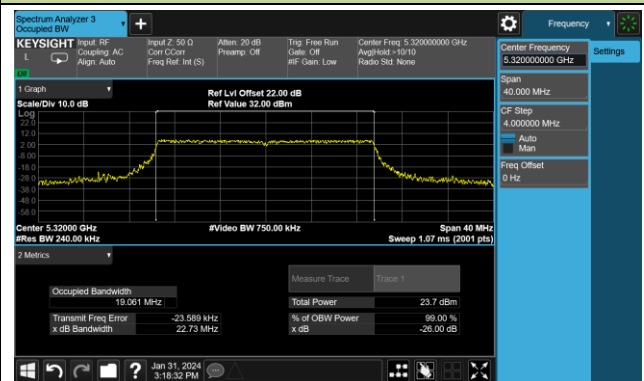 Spectrum Analyzer 3
Occupied BW
Frequency
KEYSIGHT
L
Input: RF
Coupling: AC
Align: Auto
Input Z: 50 Ω
Corr CCorr
Freq Ref: Int (S)
Atten: 20 dB
Preamp: Off
Trig: Free Run
Gate: Off
#IF Gain: Low
Center Freq: 5.320000000 GHz
Avg|Hold:>10/10
Radio Std: None
Center Frequency
5.320000000 GHz
Settings
Span
40.000 MHz
CF Step
4.000000 MHz
Auto
Man
Freq Offset
0 Hz
1 Graph
Scale/Div 10.0 dB
Ref Lvl Offset 22.00 dB
Ref Value 32.00 dBm
Log
22.0
12.0
2.00
-8.00
-18.0
-28.0
-38.0
-48.0
-58.0
Center 5.32000 GHz
#Res BW 240.00 kHz
#Video BW 750.00 kHz
Span 40 MHz
Sweep 1.07 ms (2001 pts)
2 Metrics
Measure Trace
Trace 1
Occupied Bandwidth
19.061 MHz
Total Power
23.7 dBm
Transmit Freq Error
-23.589 kHz
% of OBW Power
99.00 %
x dB Bandwidth
22.73 MHz
x dB
-26.00 dB
?
Jan 31, 2024
3:18:32 PM